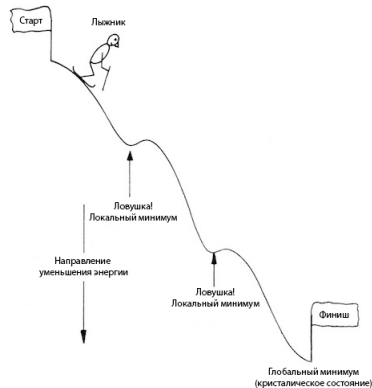 Старт
Лыжник
Ловушка!
Локальный минимум
Направление
уменьшения энергии
Ловушка!
Локальный минимум
Финиш
Глобальный минимум
(кристалическое состояние)